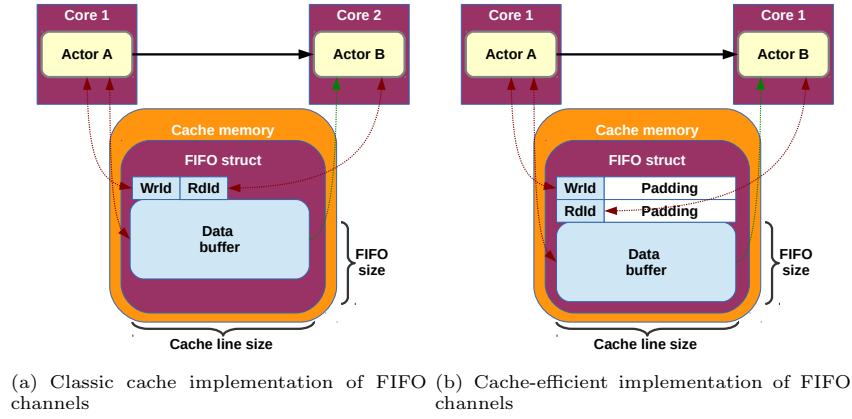 Core 1
Core 2
Actor A
Actor B
Cache memory
FIFO struct
WrId
RdId
Data
buffer
FIFO
size
Cache line size
(a) Classic cache implementation of FIFO
channels
Core 1
Core 1
Actor A
Actor B
Cache memory
FIFO struct
WrId
Padding
RdId
Padding
Data
buffer
FIFO
size
Cache line size
(b) Cache-efficient implementation of FIFO
channels